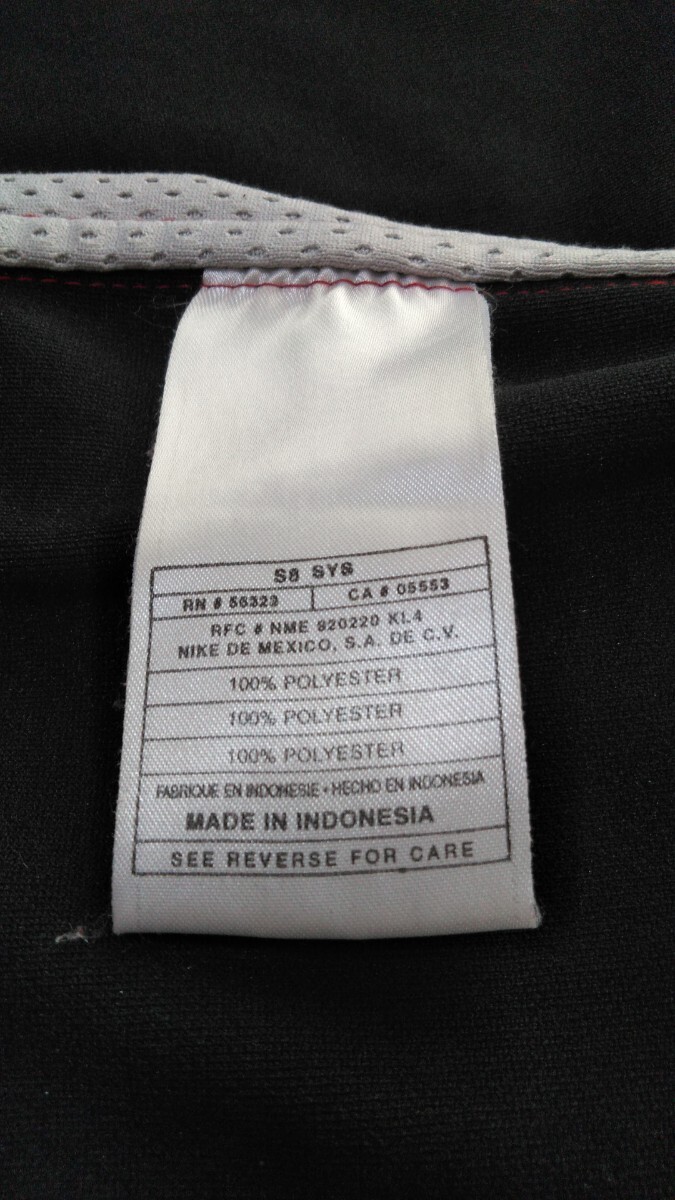 S8 SYS
RN # 56323 CA # 05553
RFC # NME 920220 KL4
NIKE DE MEXICO, S.A. DE C.V.
100% POLYESTER
100% POLYESTER
100% POLYESTER
FABRIQUE EN INDONESIE • HECHO EN INDONESIA
MADE IN INDONESIA
SEE REVERSE FOR CARE